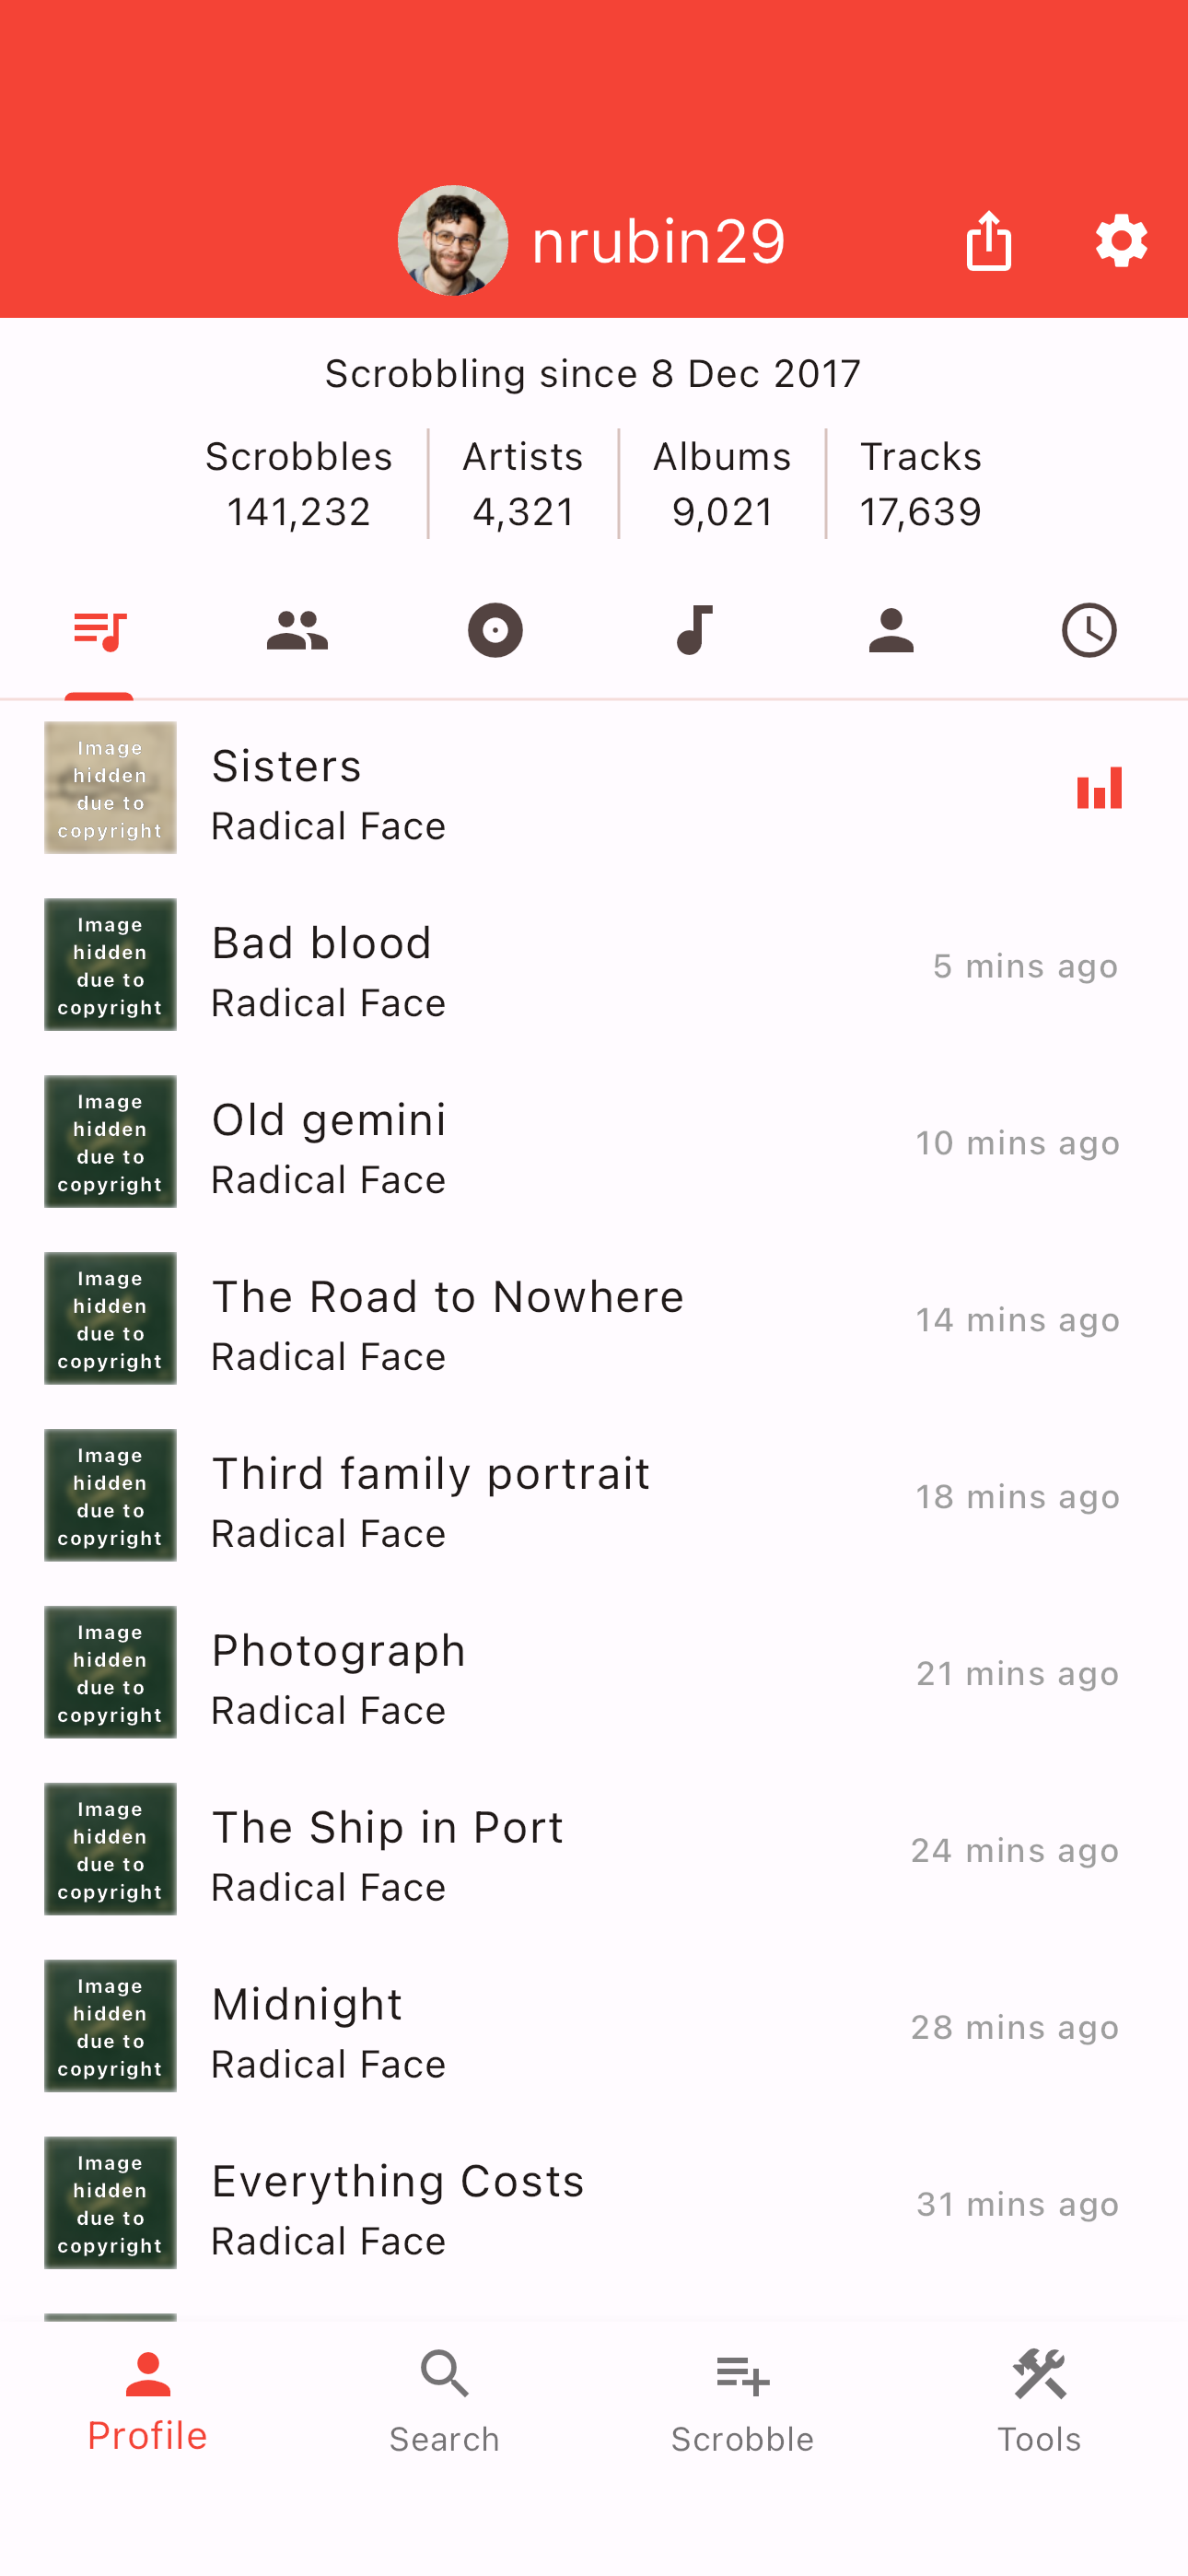 nrubin29
Scrobbling since 8 Dec 2017
Scrobbles Artists Albums Tracks
141,232 4,321 9,021 17,639
Image
hidden
due to
copyright
Sisters
Radical Face
Image
hidden
due to
copyright
Bad blood
Radical Face
5 mins ago
Image
hidden
due to
copyright
Old gemini
Radical Face
10 mins ago
Image
hidden
due to
copyright
The Road to Nowhere
Radical Face
14 mins ago
Image
hidden
due to
copyright
Third family portrait
Radical Face
18 mins ago
Image
hidden
due to
copyright
Photograph
Radical Face
21 mins ago
Image
hidden
due to
copyright
The Ship in Port
Radical Face
24 mins ago
Image
hidden
due to
copyright
Midnight
Radical Face
28 mins ago
Image
hidden
due to
copyright
Everything Costs
Radical Face
31 mins ago
Profile Search Scrobble Tools